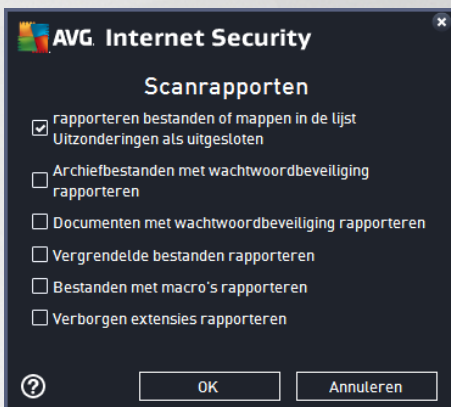 AVG. Internet Security
Scanrapporten
rapporteren bestanden of mappen in de lijst
Uitzonderingen als uitgesloten
Archiefbestanden met wachtwoordbeveiliging
rapporteren
Documenten met wachtwoordbeveiliging rapporteren
Vergrendelde bestanden rapporteren
Bestanden met macro's rapporteren
Verborgen extensies rapporteren
? OK Annuleren